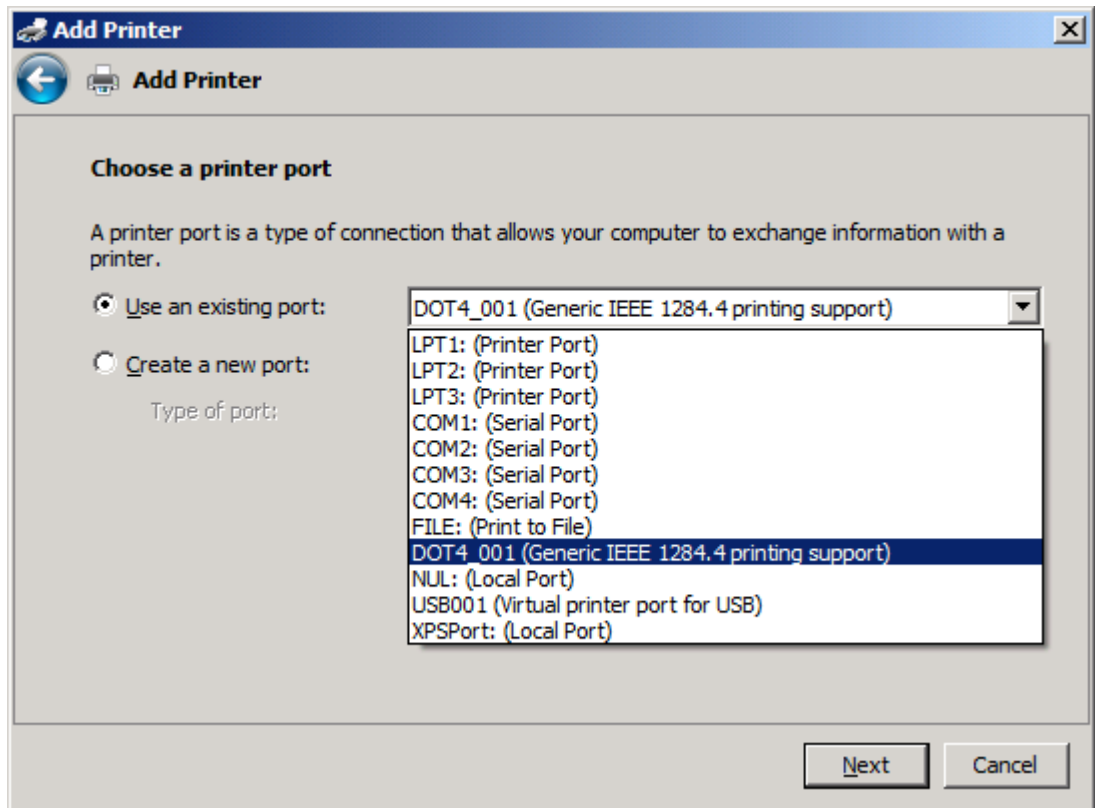 Add Printer
Add Printer
Choose a printer port
A printer port is a type of connection that allows your computer to exchange information with a
printer.
Use an existing port:
DOT4_001 (Generic IEEE 1284.4 printing support)
LPT1: (Printer Port)
LPT2: (Printer Port)
LPT3: (Printer Port)
COM1: (Serial Port)
COM2: (Serial Port)
COM3: (Serial Port)
COM4: (Serial Port)
FILE: (Print to File)
DOT4_001 (Generic IEEE 1284.4 printing support)
NUL: (Local Port)
USB001 (Virtual printer port for USB)
XPSPort: (Local Port)
Create a new port:
Type of port:
Next
Cancel